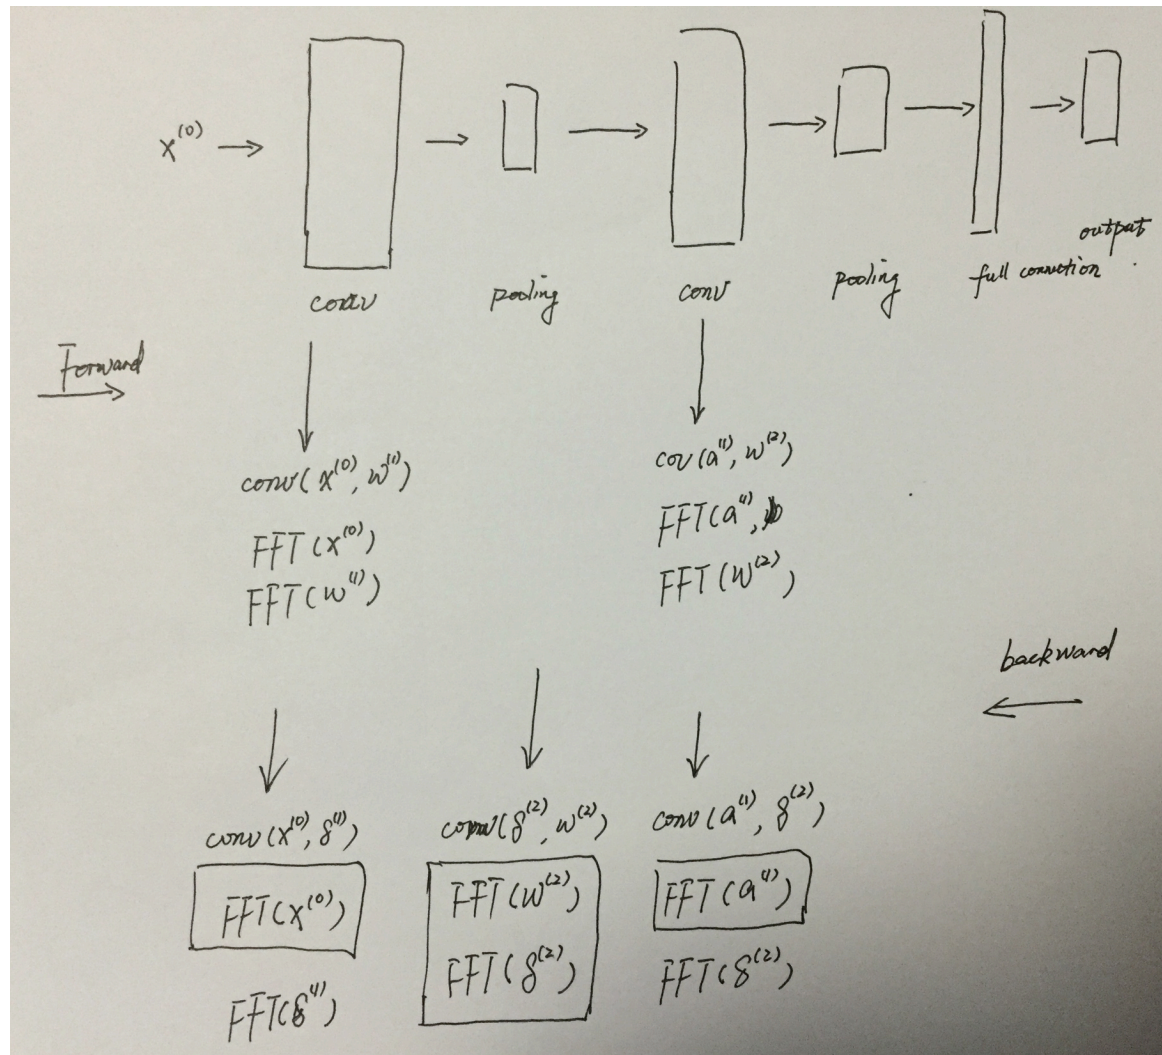 x^{(0)}
conv
pooling
conv
pooling
full connection
output
Forward
conv(x^{(0)}, w^{(1)})
FFT(x^{(0)})
FFT(w^{(1)})
cov(a^{(1)}, w^{(2)})
FFT(a^{(1)},
FFT(W^{(2)})
backward
conv(x^{(0)}, δ^{(1)})
FFT(x^{(0)})
FFT(δ^{(1)})
conv(δ^{(2)}, w^{(2)})
FFT(W^{(2)})
FFT(δ^{(2)})
conv(a^{(1)}, δ^{(2)})
FFT(a^{(1)})
FFT(δ^{(2)})